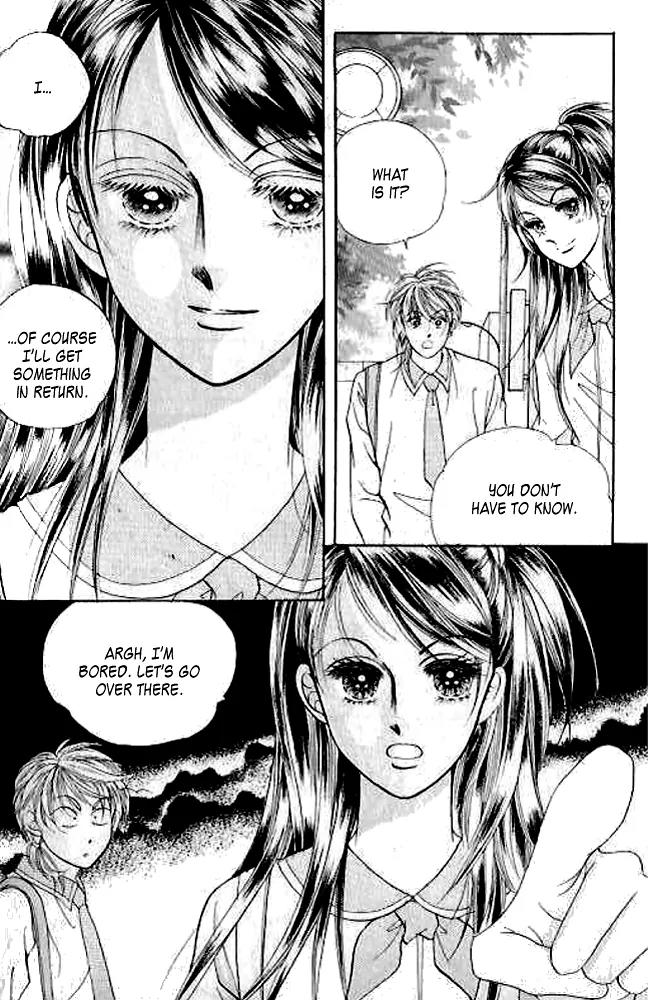 I...
...OF COURSE
I'LL GET
SOMETHING
IN RETURN.
WHAT
IS IT?
YOU DON'T
HAVE TO KNOW.
ARGH, I'M
BORED. LET'S GO
OVER THERE.